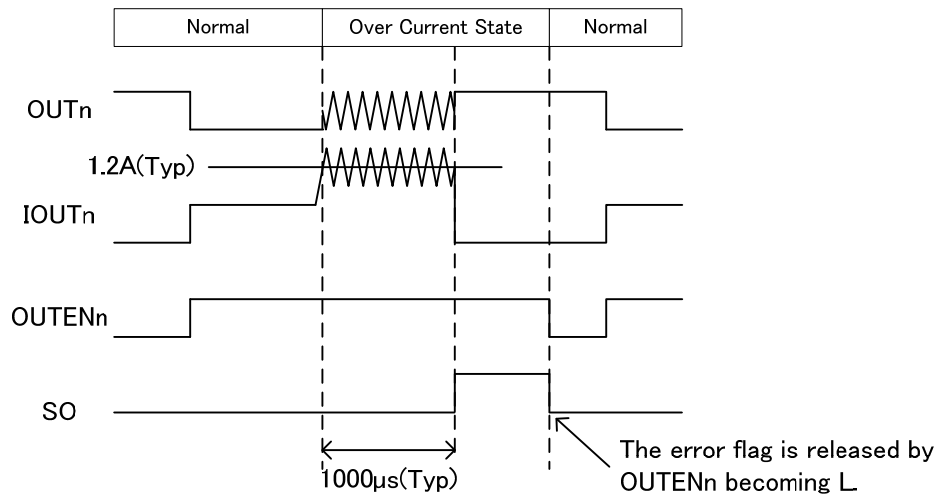 Normal
Over Current State
Normal
OUTn
1.2A(Typ)
IOUTn
OUTENn
SO
1000μs(Typ)
The error flag is released by
OUTENn becoming L.